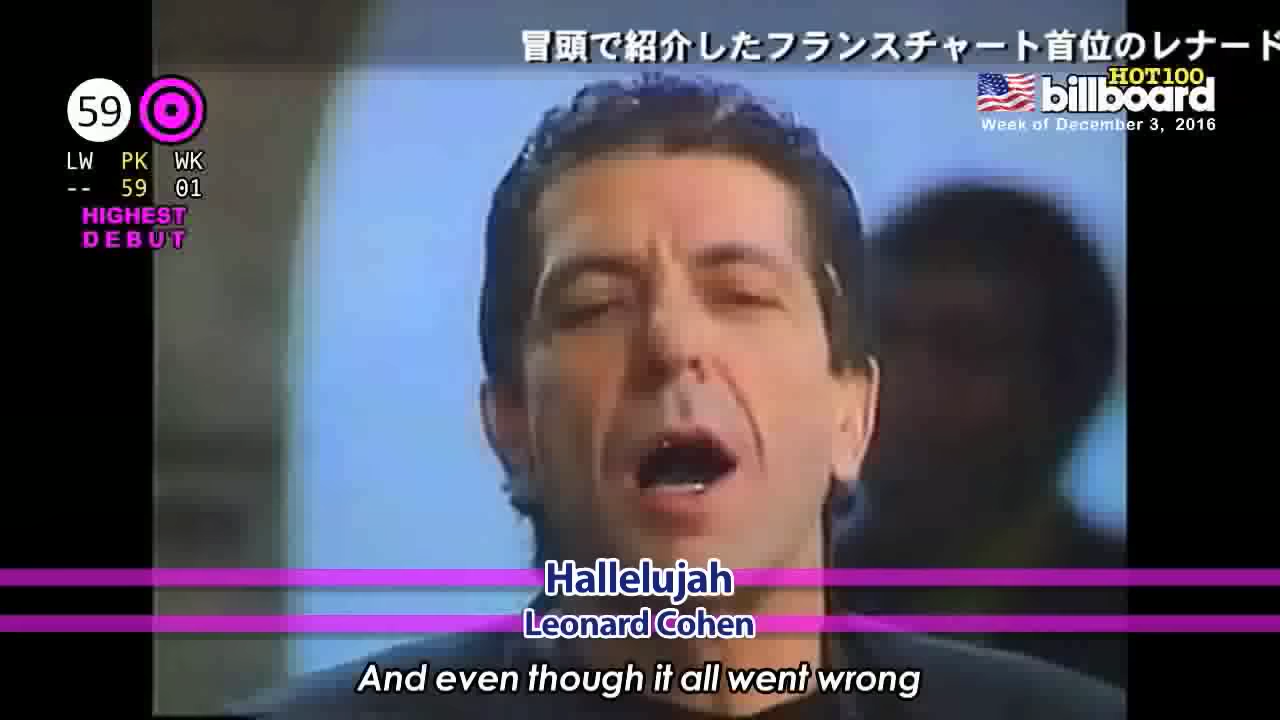 冒頭で紹介したフランスチャート首位のレナード
HOT100
billboard
Week of December 3, 2016
59
LW PK WK
-- 59 01
HIGHEST
DEBUT
Hallelujah
Leonard Cohen
And even though it all went wrong